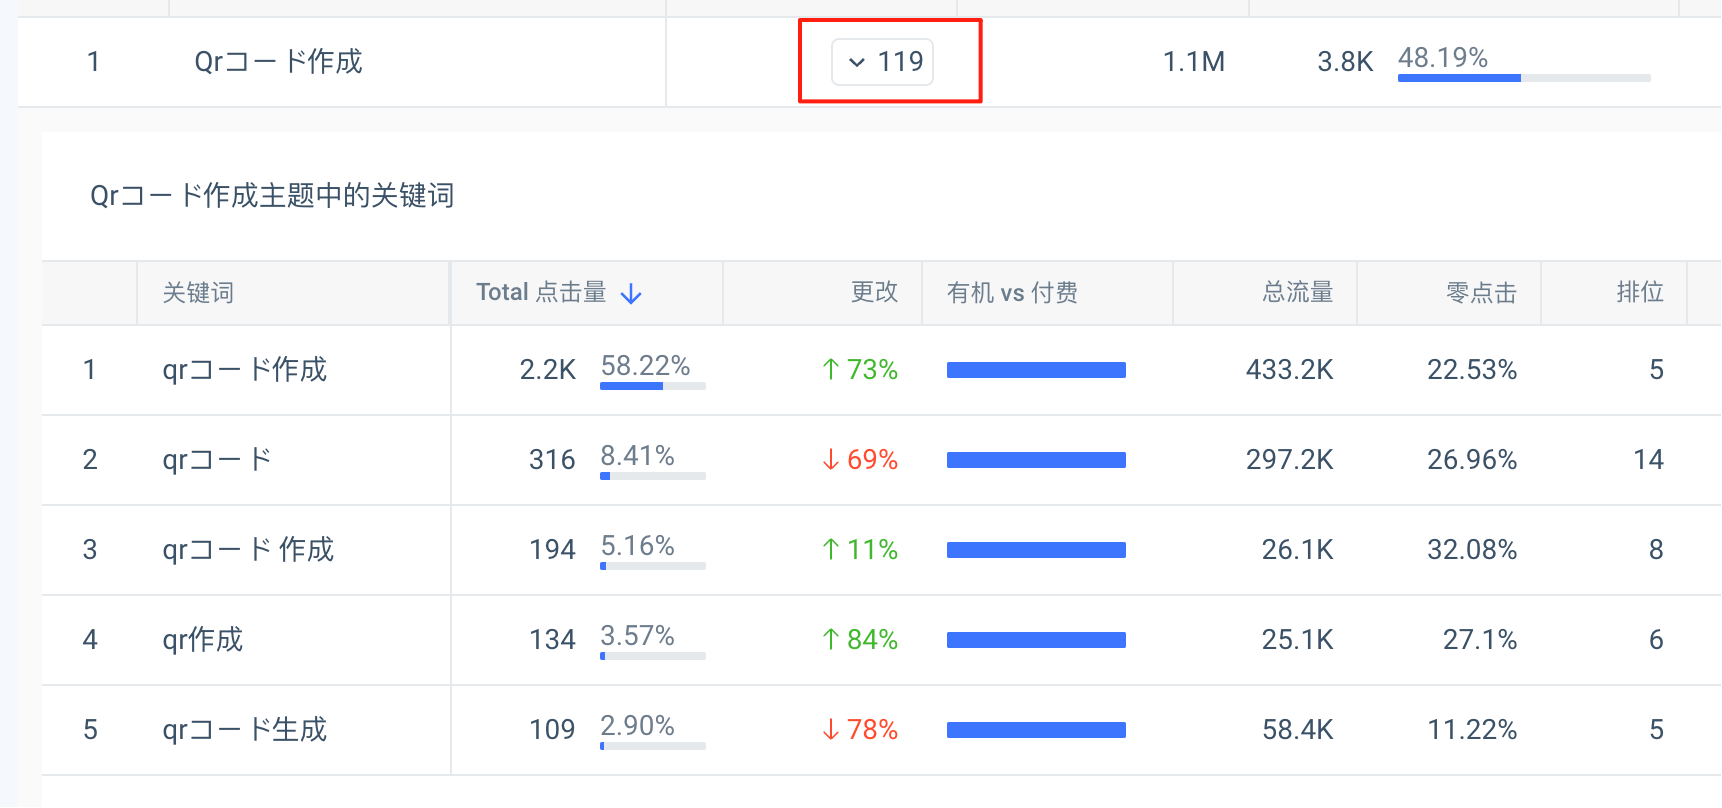 1 Qrコード作成 119 1.1M 3.8K 48.19%
Qrコード作成主题中的关键词
关键词 Total 点击量 ↓ 更改 有机 vs 付费 总流量 零点击 排位
1 qrコード作成 2.2K 58.22% ↑ 73% 433.2K 22.53% 5
2 qrコード 316 8.41% ↓ 69% 297.2K 26.96% 14
3 qrコード 作成 194 5.16% ↑ 11% 26.1K 32.08% 8
4 qr作成 134 3.57% ↑ 84% 25.1K 27.1% 6
5 qrコード生成 109 2.90% ↓ 78% 58.4K 11.22% 5